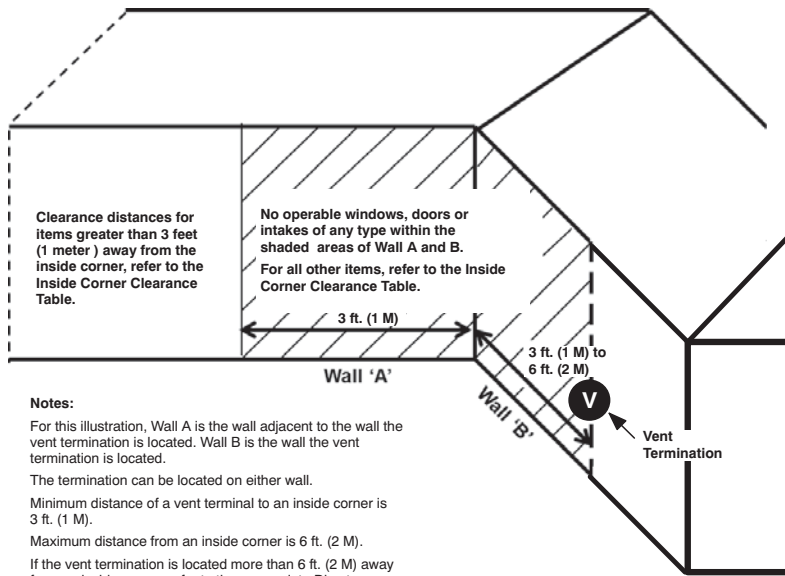 Clearance distances for
items greater than 3 feet
(1 meter ) away from the
inside corner, refer to the
Inside Corner Clearance
Table.
No operable windows, doors or
intakes of any type within the
shaded areas of Wall A and B.
For all other items, refer to the Inside
Corner Clearance Table.
3 ft. (1 M)
3 ft. (1 M) to
6 ft. (2 M)
Wall 'A'
Wall 'B'
V
Vent
Termination
Notes:
For this illustration, Wall A is the wall adjacent to the wall the
vent termination is located. Wall B is the wall the vent
termination is located.
The termination can be located on either wall.
Minimum distance of a vent terminal to an inside corner is
3 ft. (1 M).
Maximum distance from an inside corner is 6 ft. (2 M).
If the vent termination is located more than 6 ft. (2 M) away